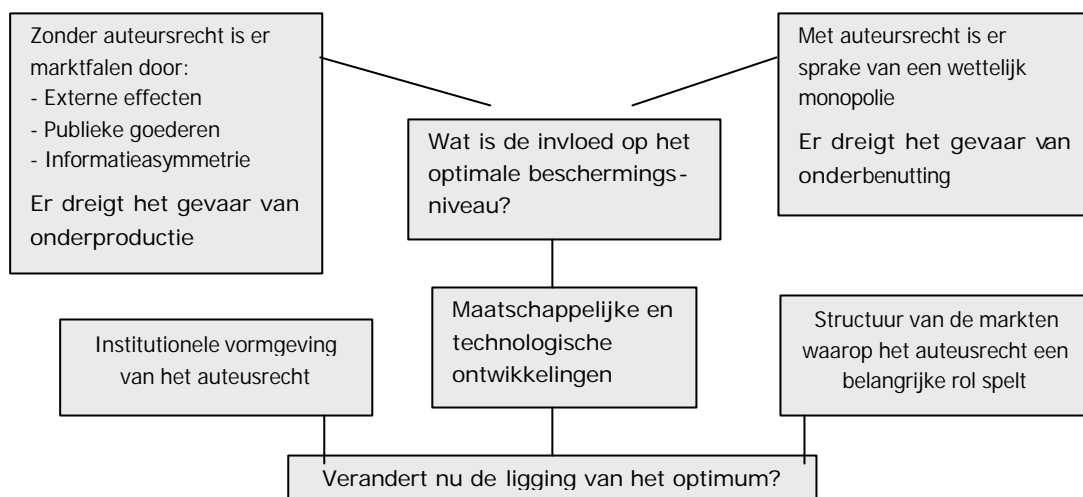 Zonder auteursrecht is er
marktfalen door:
- Externe effecten
- Publieke goederen
- Informatieasymmetrie
Er dreigt het gevaar van
onderproductie
Met auteursrecht is er
sprake van een wettelijk
monopolie
Er dreigt het gevaar van
onderbenutting
Wat is de invloed op het
optimale beschermings-
niveau?
Institutionele vormgeving
van het auteusrecht
Maatschappelijke en
technologische
ontwikkelingen
Structuur van de markten
waarop het auteusrecht een
belangrijke rol spelt
Verandert nu de ligging van het optimum?